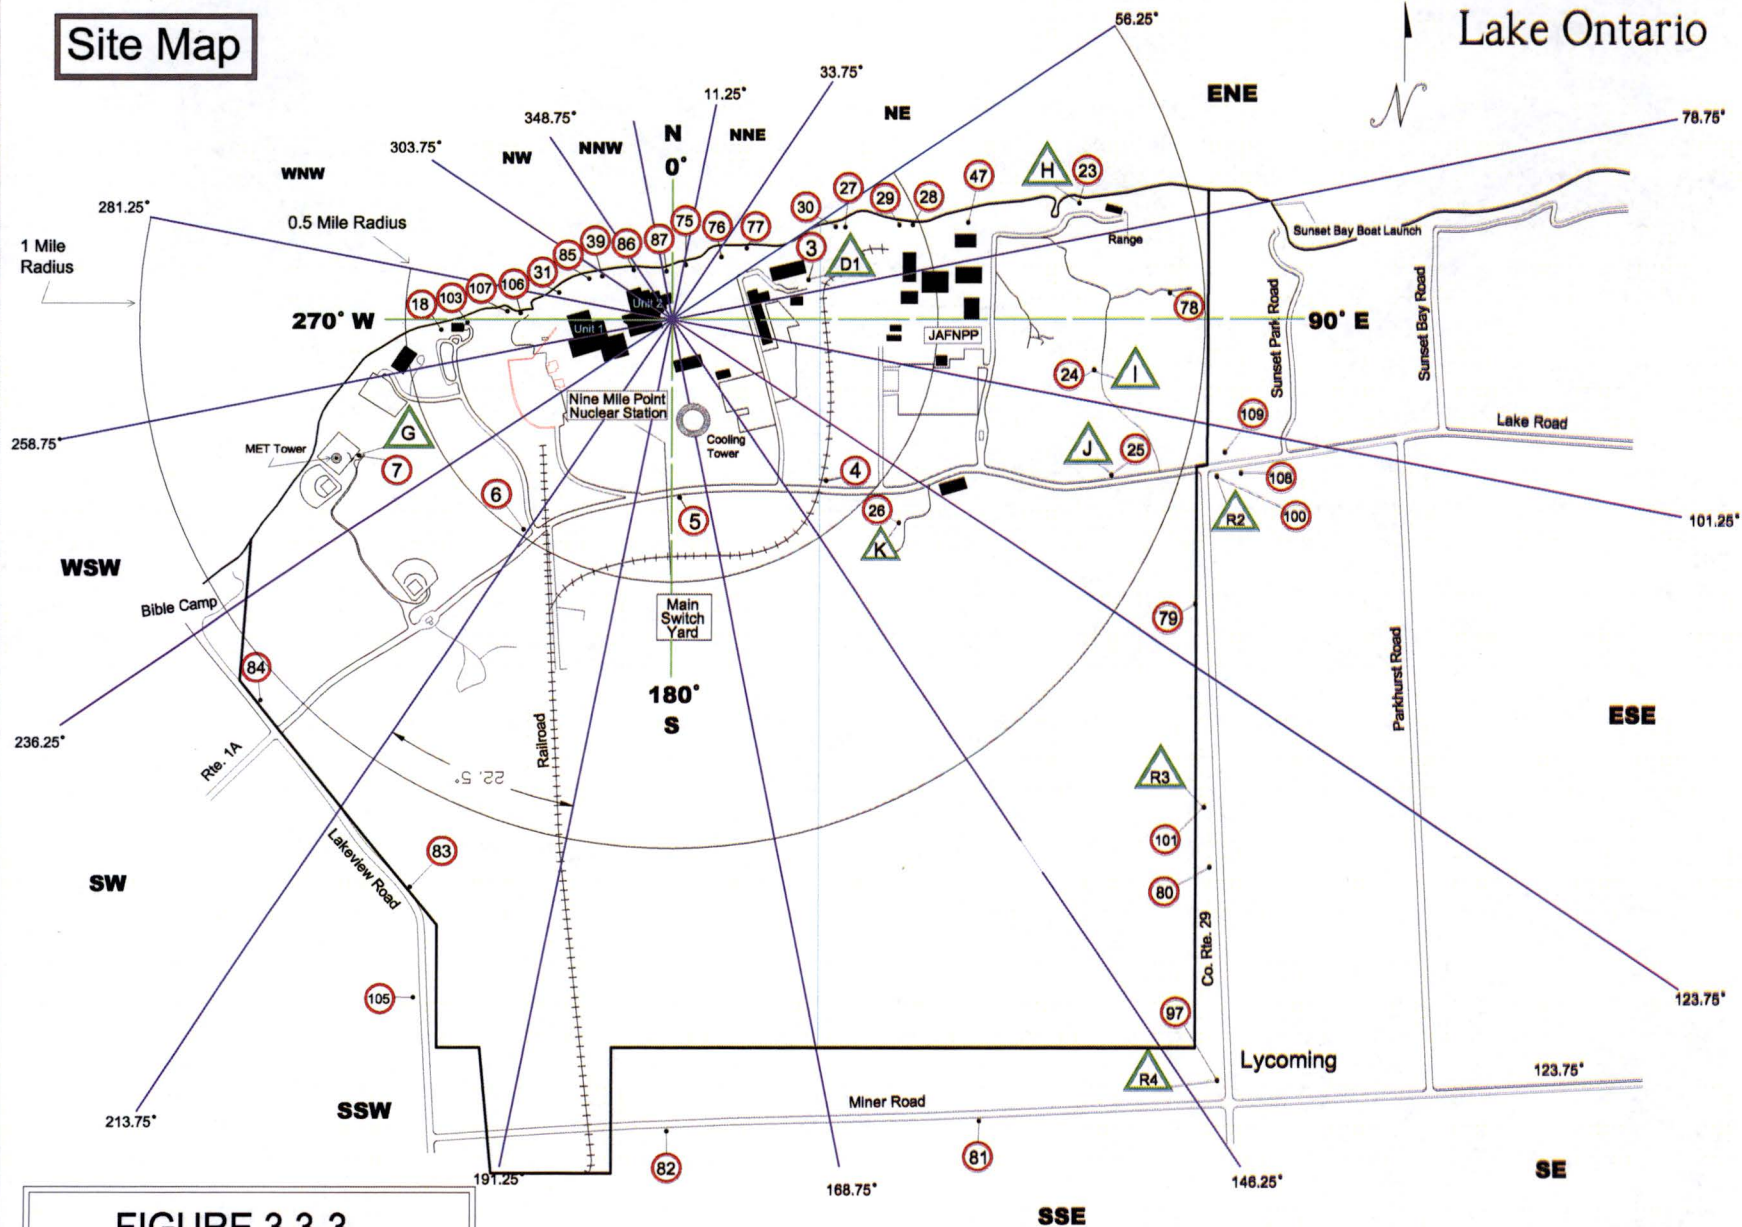 Site Map
Lake Ontario
N
56.25°
33.75°
11.25°
348.75°
303.75°
281.25°
ENE
NE
NNE
N
0°
NNW
NW
WNW
78.75°
0.5 Mile Radius
1 Mile
Radius
H
23
47
27
29
28
30
75
76
77
87
86
39
85
31
106
107
103
18
3
D1
Range
Sunset Bay Boat Launch
78
Unit 2
Unit 1
270° W
90° E
JAFNPP
Sunset Park Road
Sunset Bay Road
24
I
Nine Mile Point
Nuclear Station
Cooling
Tower
109
Lake Road
258.75°
MET Tower
G
7
J
25
4
6
5
26
K
108
R2
100
101.25°
WSW
Bible Camp
Main
Switch
Yard
79
84
180°
S
Parkhurst Road
ESE
236.25°
Rte. 1A
Railroad
22.5°
R3
101
83
80
Lakeview Road
SW
Co. Rte. 29
105
97
123.75°
Lycoming
R4
123.75°
Miner Road
SSW
213.75°
82
81
191.25°
168.75°
146.25°
SE
SSE
FIGURE 3.3-3